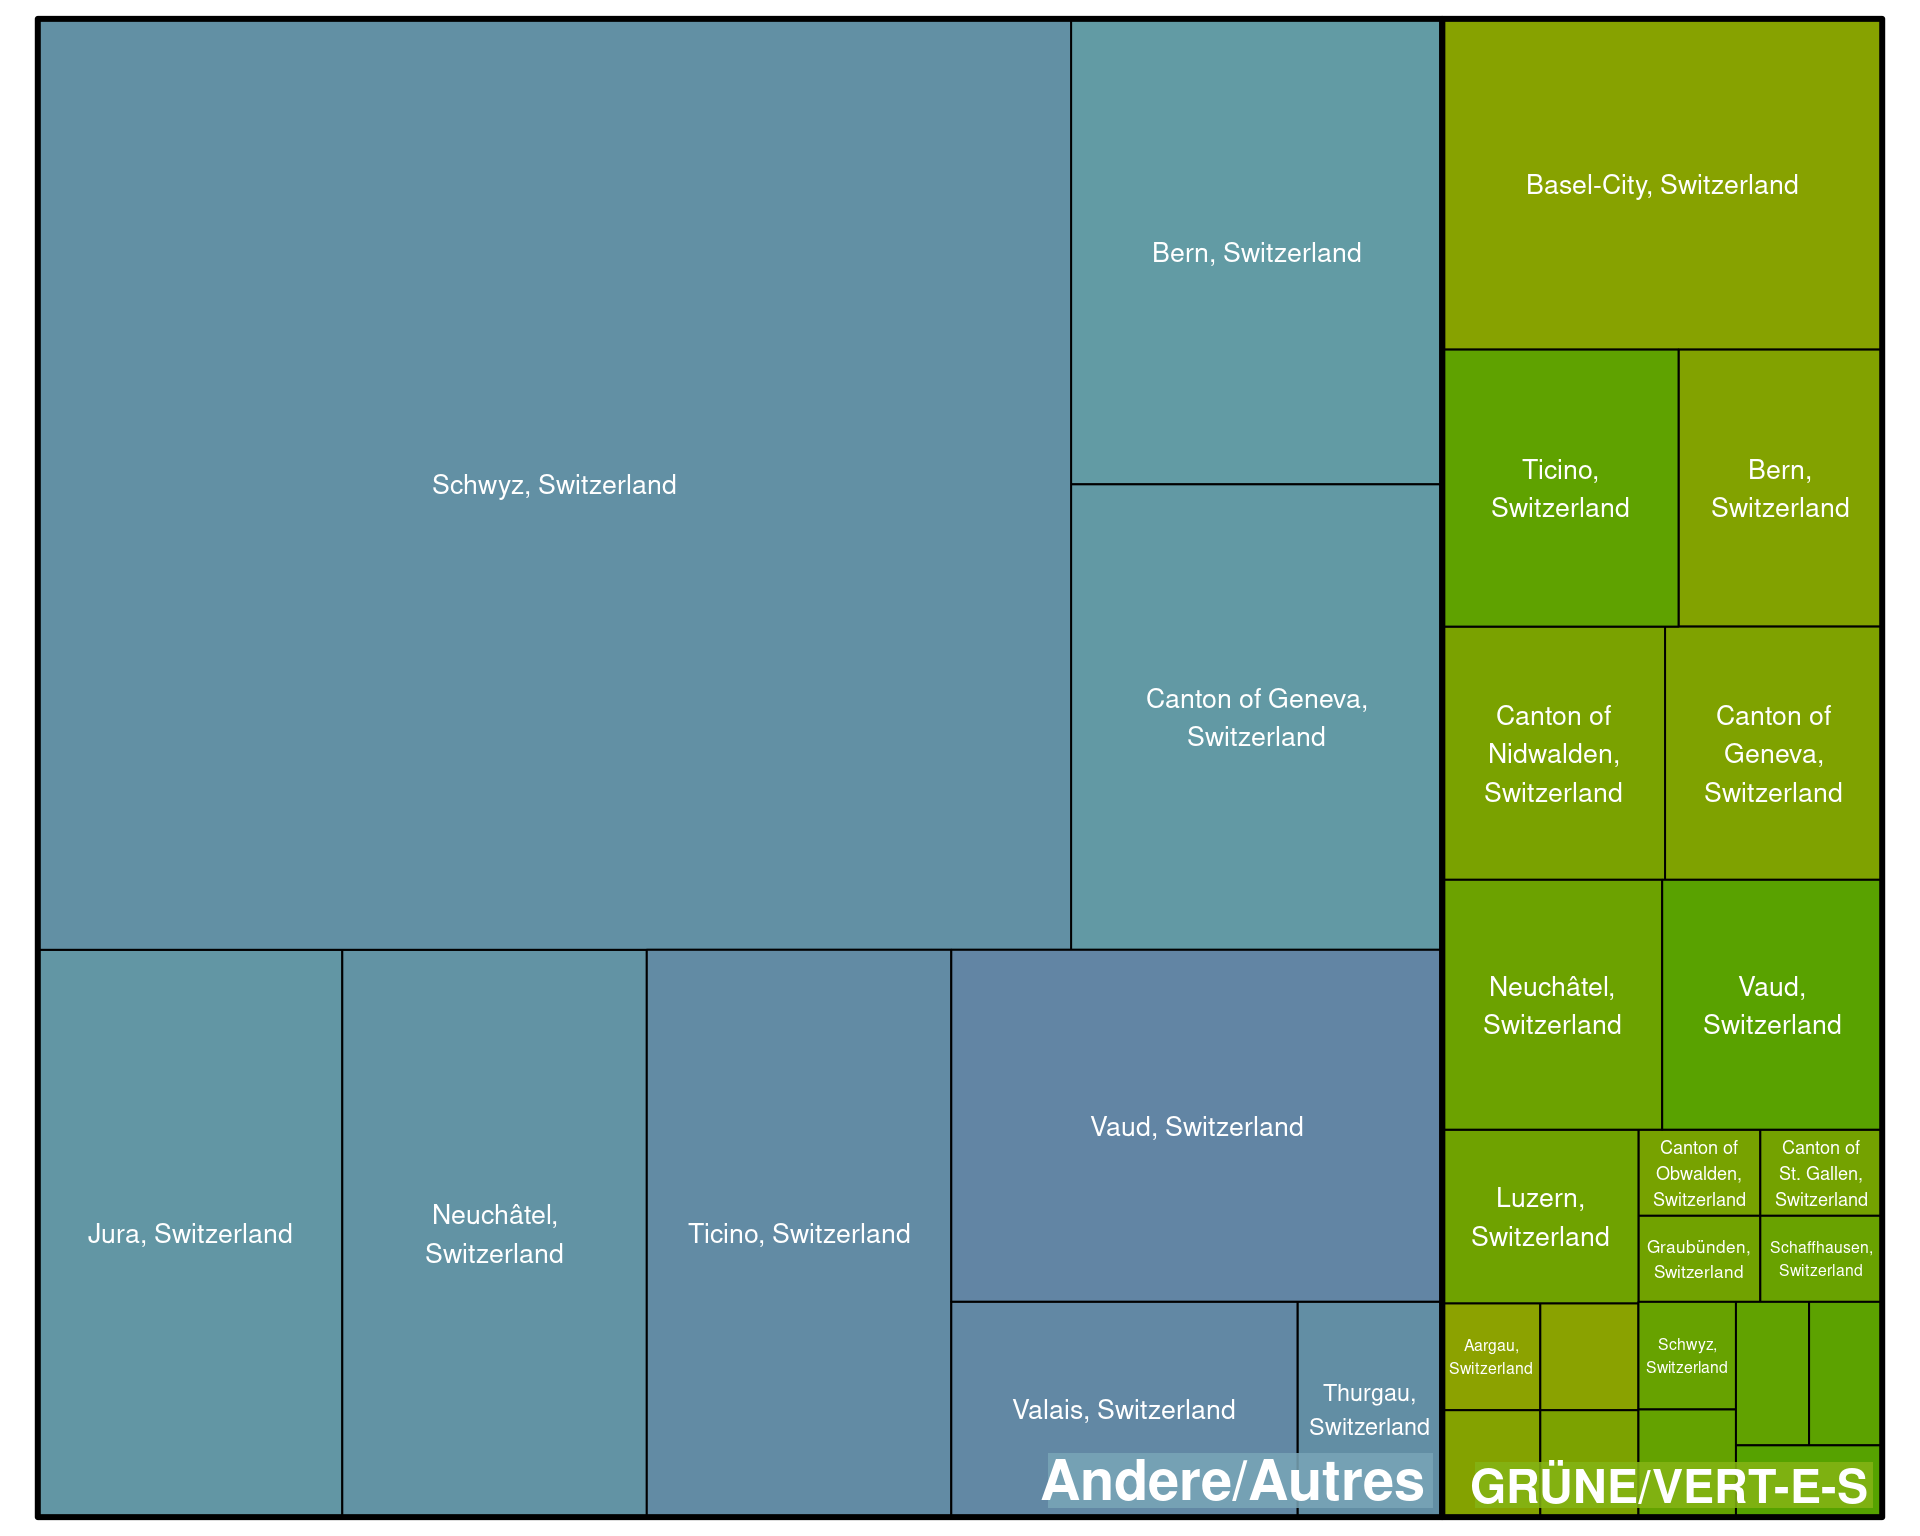 Schwyz, Switzerland
Bern, Switzerland
Canton of Geneva,
Switzerland
Jura, Switzerland
Neuchâtel,
Switzerland
Ticino, Switzerland
Vaud, Switzerland
Valais, Switzerland
Thurgau,
Switzerland
Andere/Autres
Basel-City, Switzerland
Ticino,
Switzerland
Bern,
Switzerland
Canton of
Nidwalden,
Switzerland
Canton of
Geneva,
Switzerland
Neuchâtel,
Switzerland
Vaud,
Switzerland
Luzern,
Switzerland
Canton of
Obwalden,
Switzerland
Canton of
St. Gallen,
Switzerland
Graubünden,
Switzerland
Schaffhausen,
Switzerland
Aargau,
Switzerland
Schwyz,
Switzerland
GRÜNE/VERT-E-S